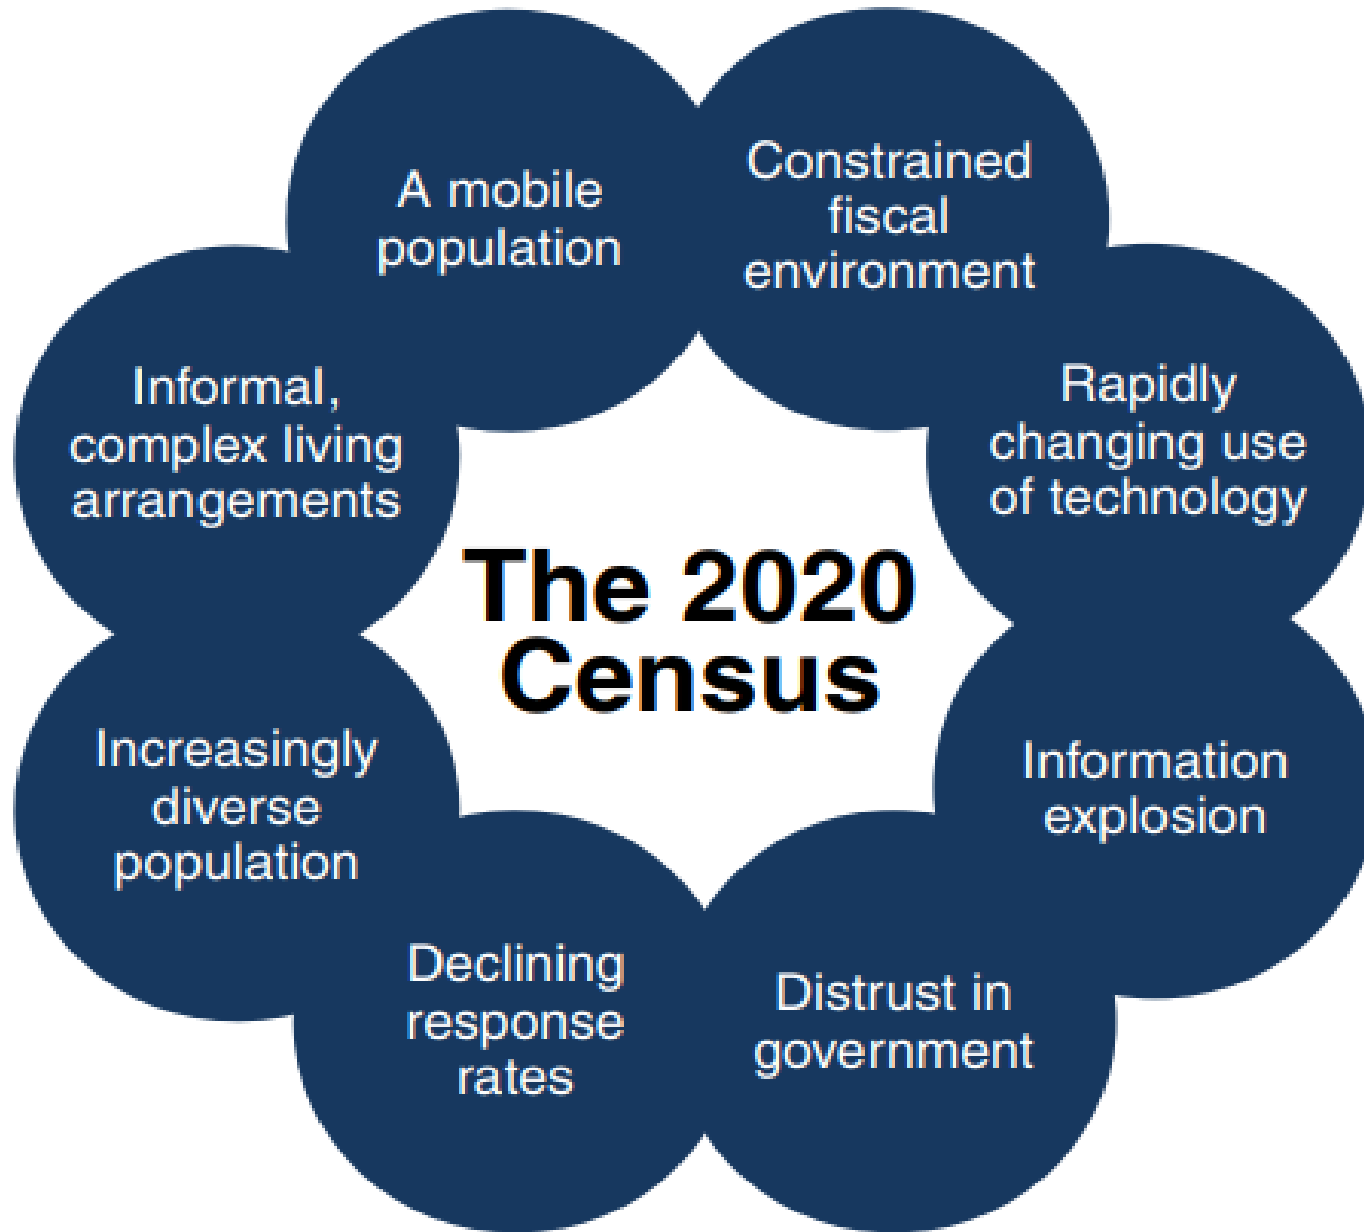 A mobile
population
Constrained
fiscal
environment
Rapidly
changing use
of technology
Information
explosion
Distrust in
government
Declining
response
rates
Increasingly
diverse
population
Informal,
complex living
arrangements
The 2020
Census